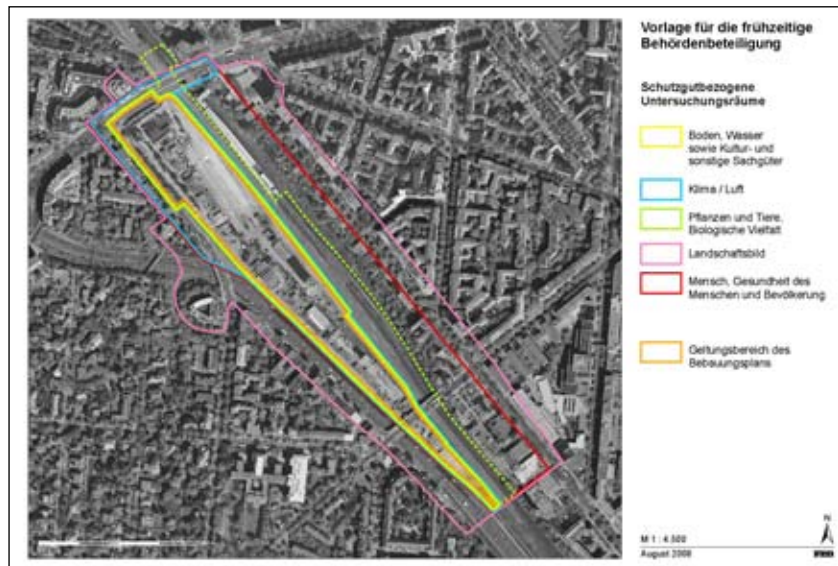 Vorlage für die frühzeitige
Behördenbeteiligung
Schutzgutbezogene
Untersuchungsräume
Boden, Wasser
sowie Kultur- und
sonstige Sachgüter
Klima / Luft
Pflanzen und Tiere,
Biologische Vielfalt
Landschaftsbild
Mensch, Gesundheit des
Menschen und Bevölkerung
Geltungsbereich des
Bebauungsplans
N
M 1 : 4.500
August 2008